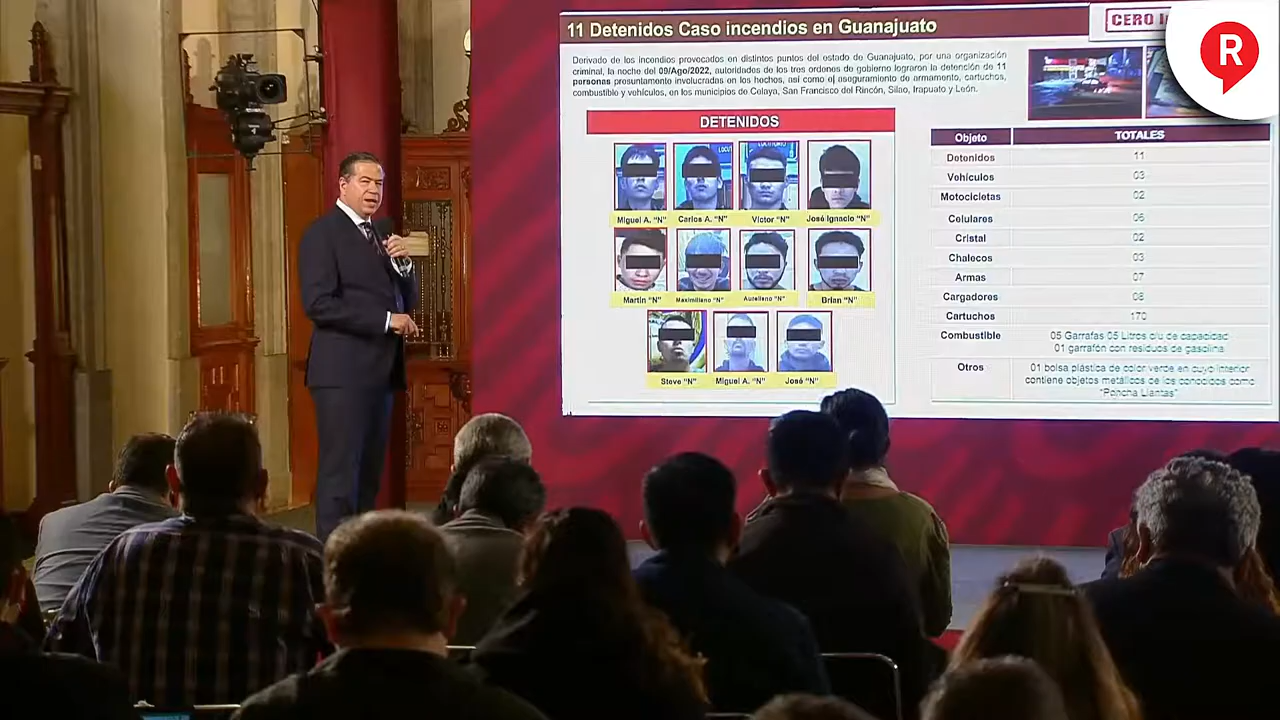 11 Detenidos Caso incendios en Guanajuato
CERO
R
Derivado de los incendios provocados en distintos puntos del estado de Guanajuato, por una organización
criminal, la noche del 09/Ago/2022, autoridades de los tres ordenes de gobierno lograron la detención de 11
personas presuntamente involucradas en los hechos, así como el aseguramiento de armamento, cartuchos,
combustible y vehículos, en los municipios de Celaya, San Francisco del Rincón, Silao, Irapuato y León.
DETENIDOS
Miguel A. "N" Carlos A. "N" Víctor "N" José Ignacio "N"
Martín "N" Maximiliano "N" Aureliano "N" Brian "N"
Steve "N" Miguel A. "N" José "N"
Objeto TOTALES
Detenidos 11
Vehículos 03
Motocicletas 02
Celulares 06
Cristal 02
Chalecos 03
Armas 07
Cargadores 08
Cartuchos 170
Combustible 05 Garrafas 05 Litros c/u de capacidad
01 garrafón con residuos de gasolina
Otros 01 bolsa plástica de color verde en cuyo interior
contiene objetos metálicos de los conocidos como
"Poncha Llantas"